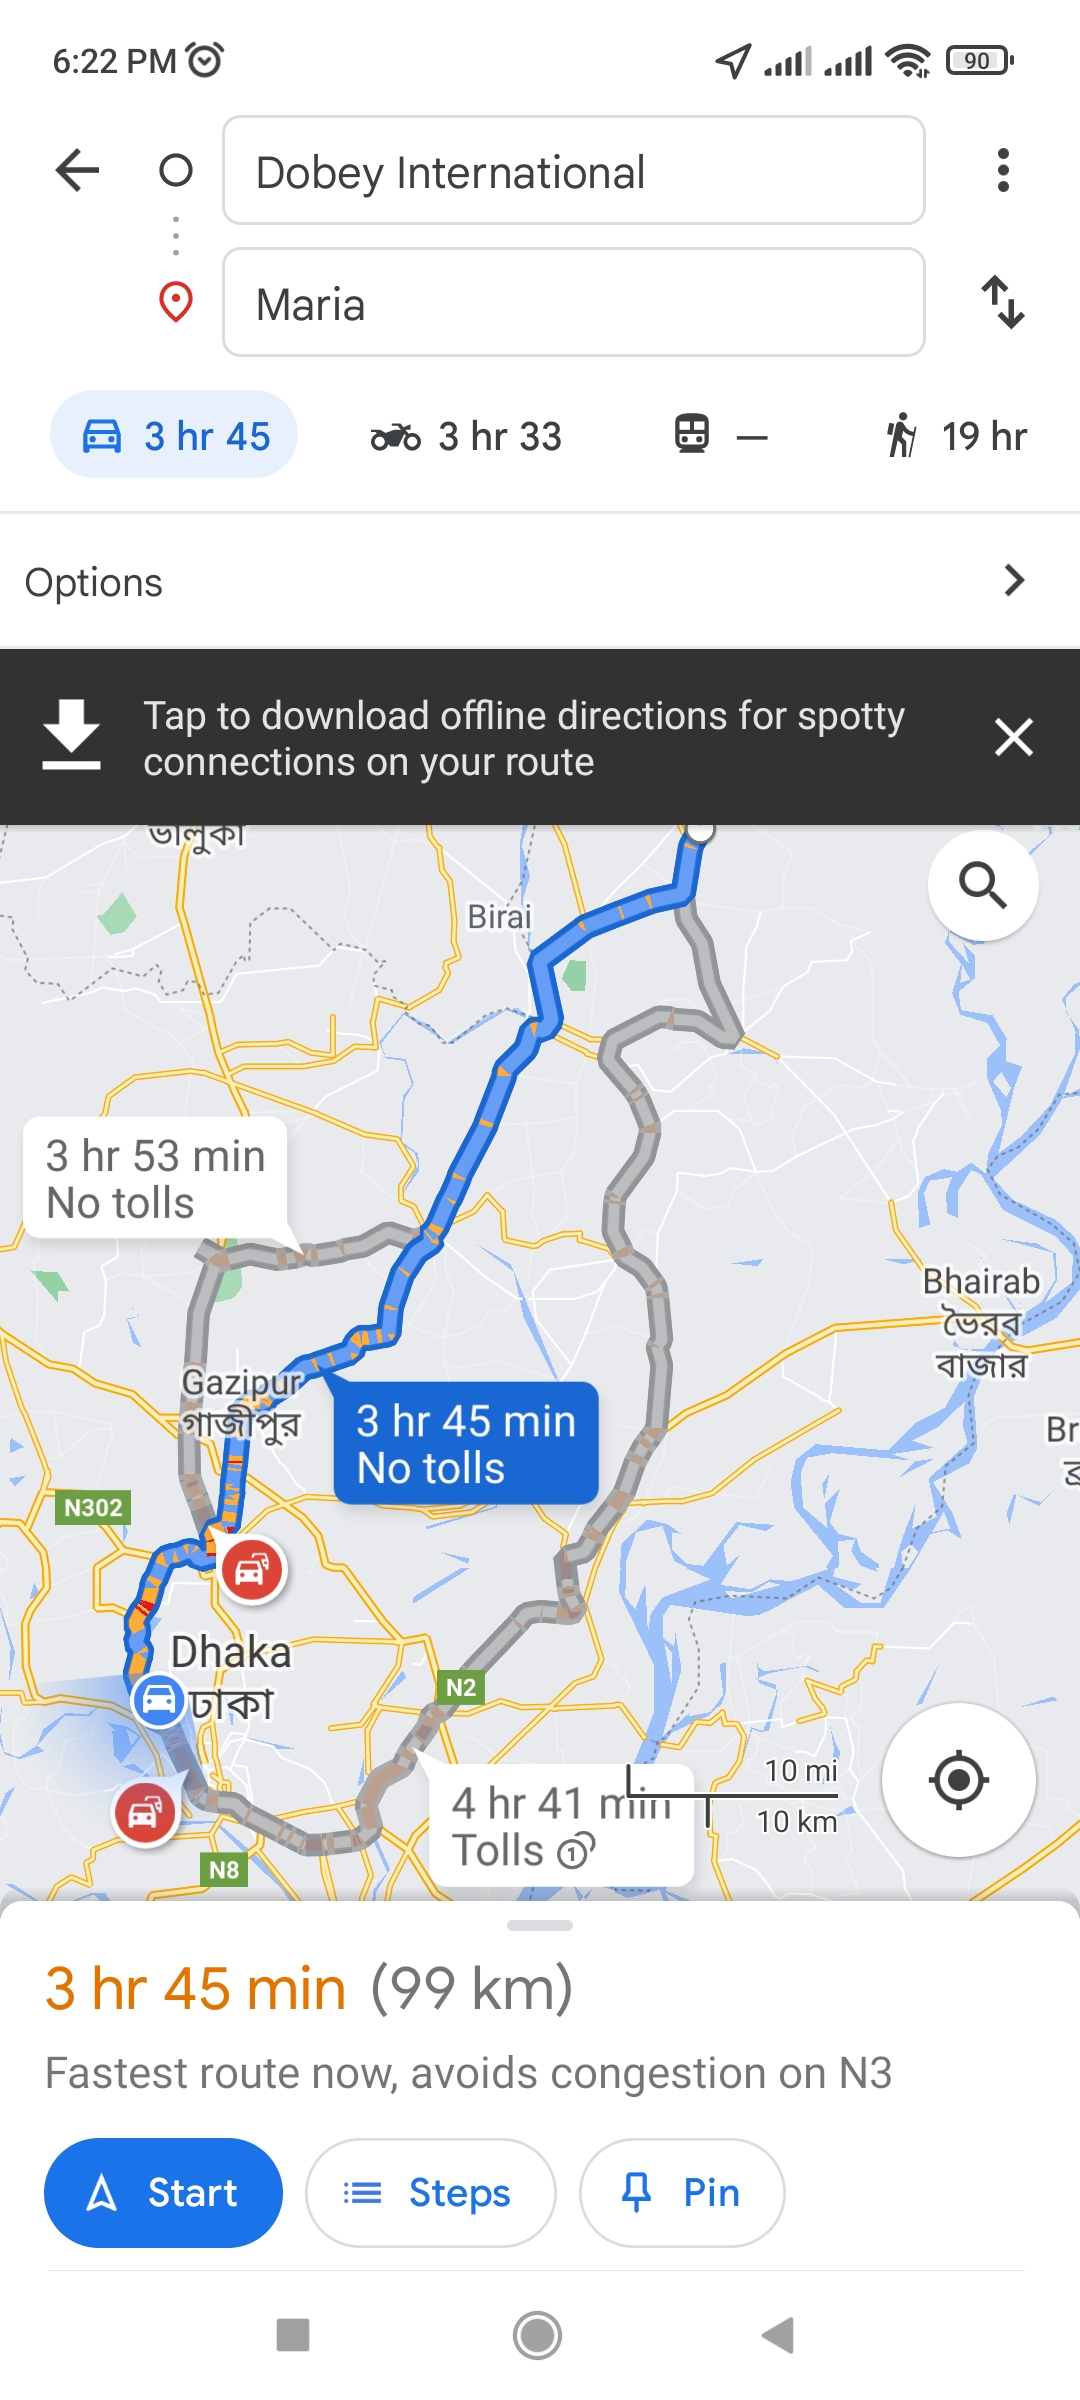 6:22 PM
90
Dobey International
Maria
3 hr 45
3 hr 33
—
19 hr
Options
Tap to download offline directions for spotty
connections on your route
ভালুকা
Birai
3 hr 53 min
No tolls
Bhairab
ভৈরব
বাজার
Gazipur
গাজীপুর
3 hr 45 min
No tolls
Br
N302
Dhaka
ঢাকা
N2
10 mi
10 km
4 hr 41 min
Tolls
N8
3 hr 45 min (99 km)
Fastest route now, avoids congestion on N3
Start
Steps
Pin